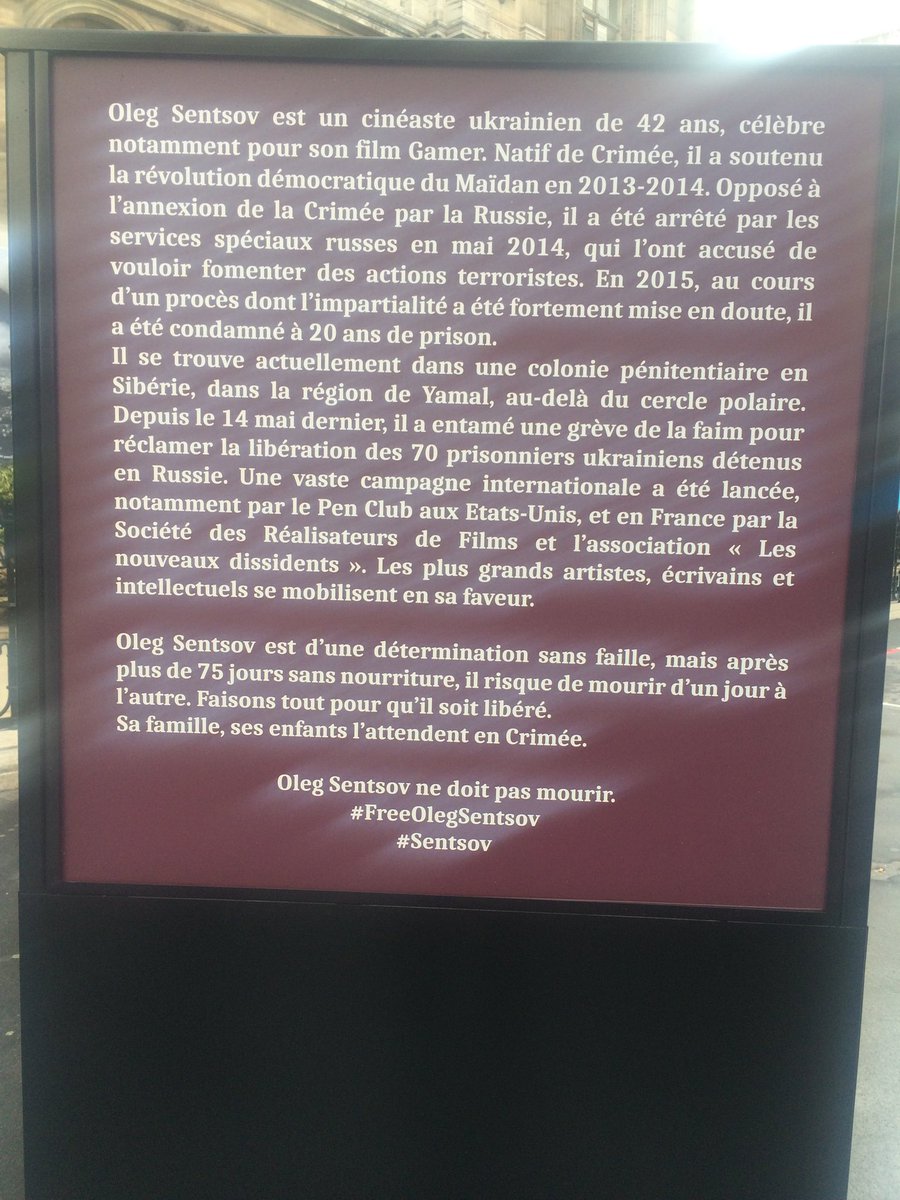 Oleg Sentsov est un cinéaste ukrainien de 42 ans, célèbre
notamment pour son film Gamer. Natif de Crimée, il a soutenu
la révolution démocratique du Maïdan en 2013-2014. Opposé à
l’annexion de la Crimée par la Russie, il a été arrêté par les
services spéciaux russes en mai 2014, qui l’ont accusé de
vouloir fomenter des actions terroristes. En 2015, au cours
d’un procès dont l’impartialité a été fortement mise en doute, il
a été condamné à 20 ans de prison.
Il se trouve actuellement dans une colonie pénitentiaire en
Sibérie, dans la région de Yamal, au-delà du cercle polaire.
Depuis le 14 mai dernier, il a entamé une grève de la faim pour
réclamer la libération des 70 prisonniers ukrainiens détenus
en Russie. Une vaste campagne internationale a été lancée,
notamment par le Pen Club aux Etats-Unis, et en France par la
Société des Réalisateurs de Films et l’association « Les
nouveaux dissidents ». Les plus grands artistes, écrivains et
intellectuels se mobilisent en sa faveur.
Oleg Sentsov est d’une détermination sans faille, mais après
plus de 75 jours sans nourriture, il risque de mourir d’un jour à
l’autre. Faisons tout pour qu’il soit libéré.
Sa famille, ses enfants l’attendent en Crimée.
Oleg Sentsov ne doit pas mourir.
#FreeOlegSentsov
#Sentsov